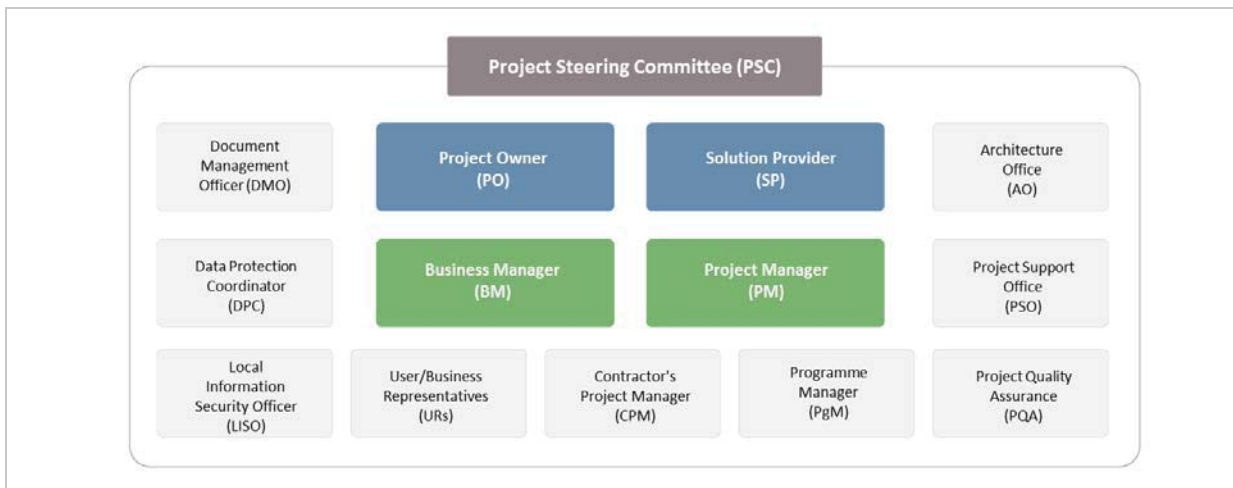 Project Steering Committee (PSC)
Document
Management
Officer (DMO)
Project Owner
(PO)
Solution Provider
(SP)
Architecture
Office
(AO)
Data Protection
Coordinator
(DPC)
Business Manager
(BM)
Project Manager
(PM)
Project Support
Office
(PSO)
Local
Information
Security Officer
(LISO)
User/Business
Representatives
(URs)
Contractor's
Project Manager
(CPM)
Programme
Manager
(PgM)
Project Quality
Assurance
(PQA)